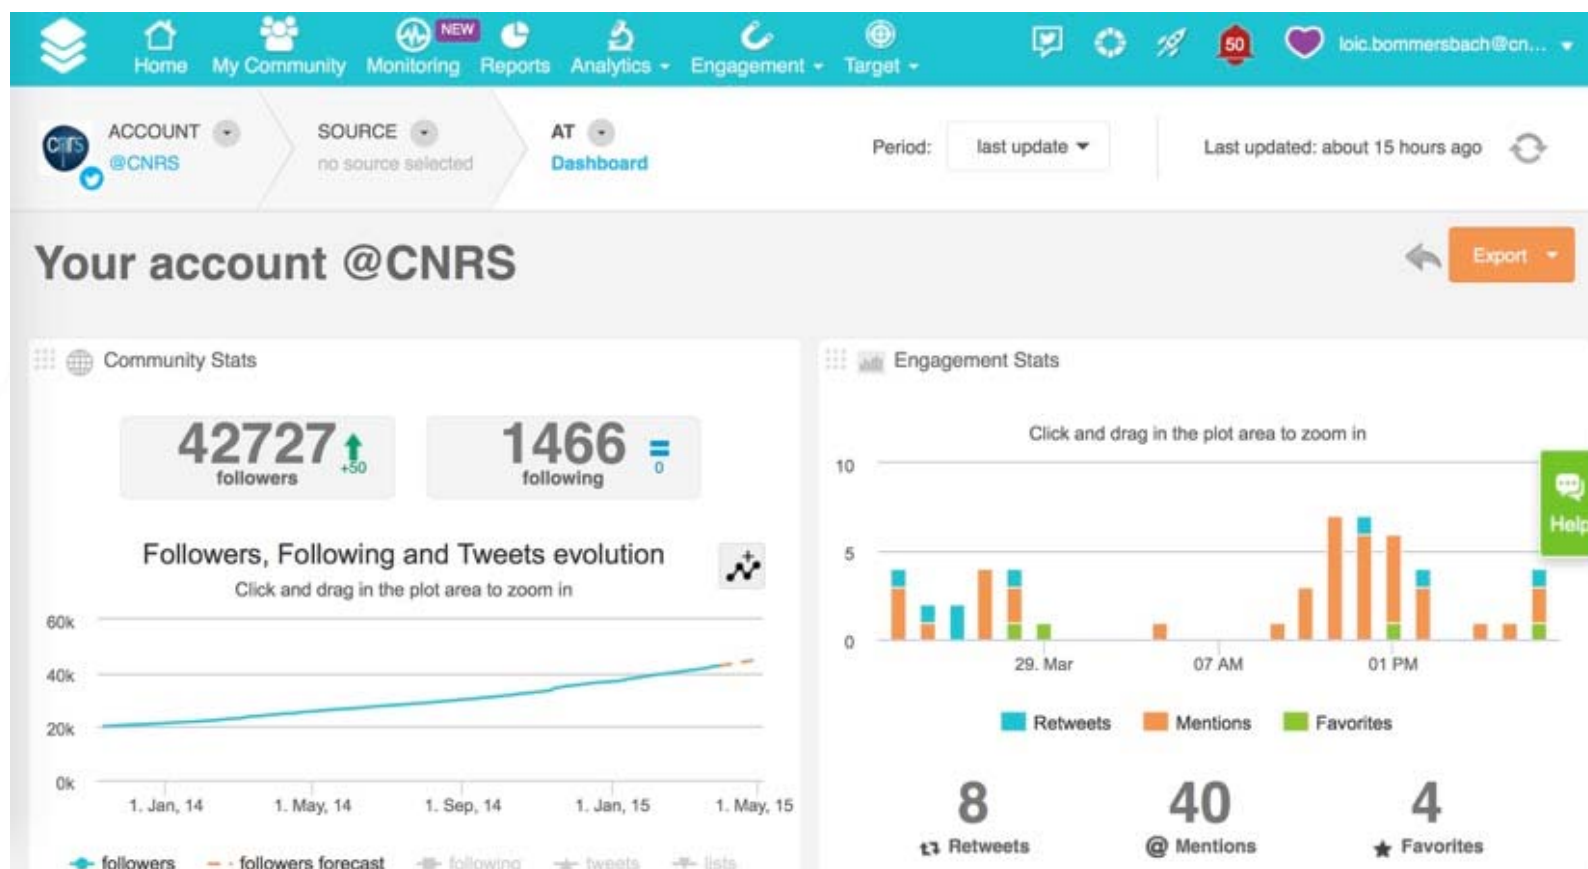 NEW
50
loic.bommersbach@cn...
Home My Community Monitoring Reports Analytics Engagement Target
cnrs
ACCOUNT
@CNRS
SOURCE
no source selected
AT
Dashboard
Period: last update
Last updated: about 15 hours ago
Your account @CNRS
Export
Community Stats
42727
+50
followers
1466
0
following
Followers, Following and Tweets evolution
Click and drag in the plot area to zoom in
60k
40k
20k
0k
1. Jan, 14 1. May, 14 1. Sep, 14 1. Jan, 15 1. May, 15
followers followers forecast following tweets lists
Engagement Stats
Click and drag in the plot area to zoom in
10
5
0
29. Mar 07 AM 01 PM
Retweets Mentions Favorites
8 40 4
Retweets @ Mentions Favorites
Help